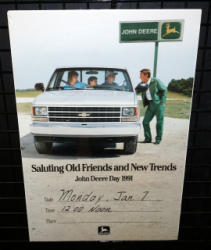 JOHN DEERE
Saluting Old Friends and New Trends
John Deere Day 1991
Date Monday, Jan 7
Time 12:00 Noon
Place